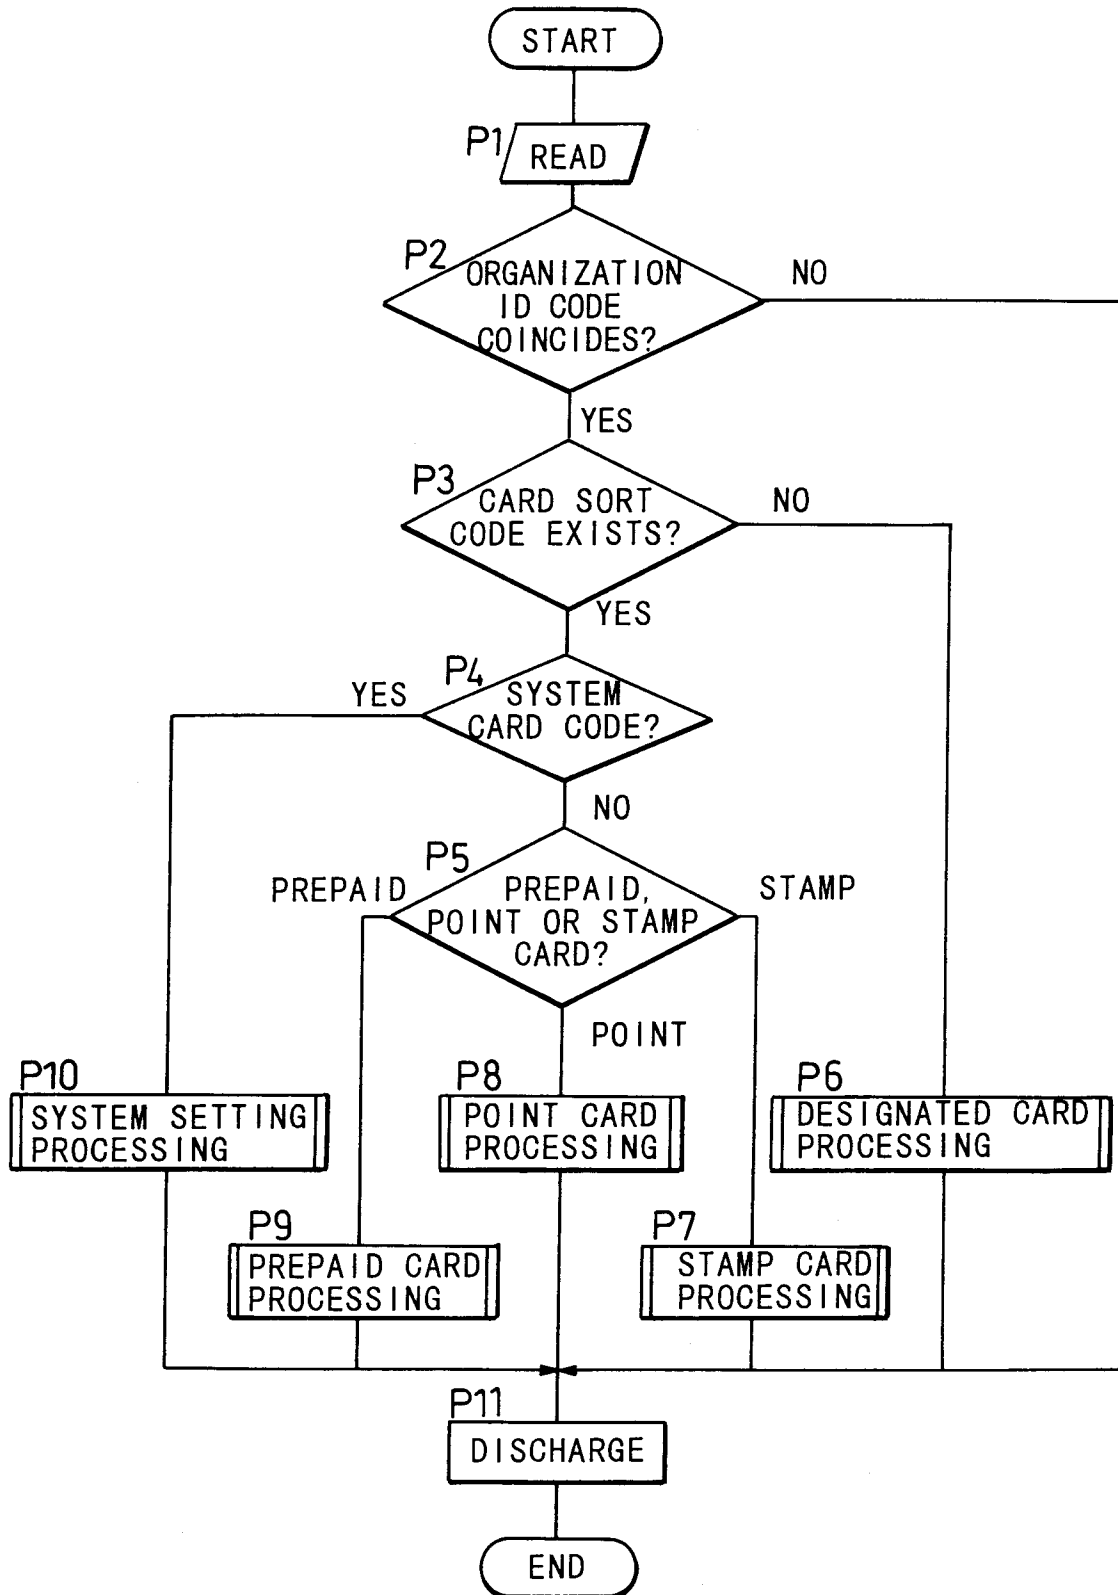 START
P1
READ
P2
ORGANIZATION
ID CODE
COINCIDES?
NO
YES
P3
CARD SORT
CODE EXISTS?
NO
YES
P4
SYSTEM
CARD CODE?
YES
NO
P5
PREPAID
PREPAID,
POINT OR STAMP
CARD?
STAMP
POINT
P10
SYSTEM SETTING
PROCESSING
P8
POINT CARD
PROCESSING
P6
DESIGNATED CARD
PROCESSING
P9
PREPAID CARD
PROCESSING
P7
STAMP CARD
PROCESSING
P11
DISCHARGE
END